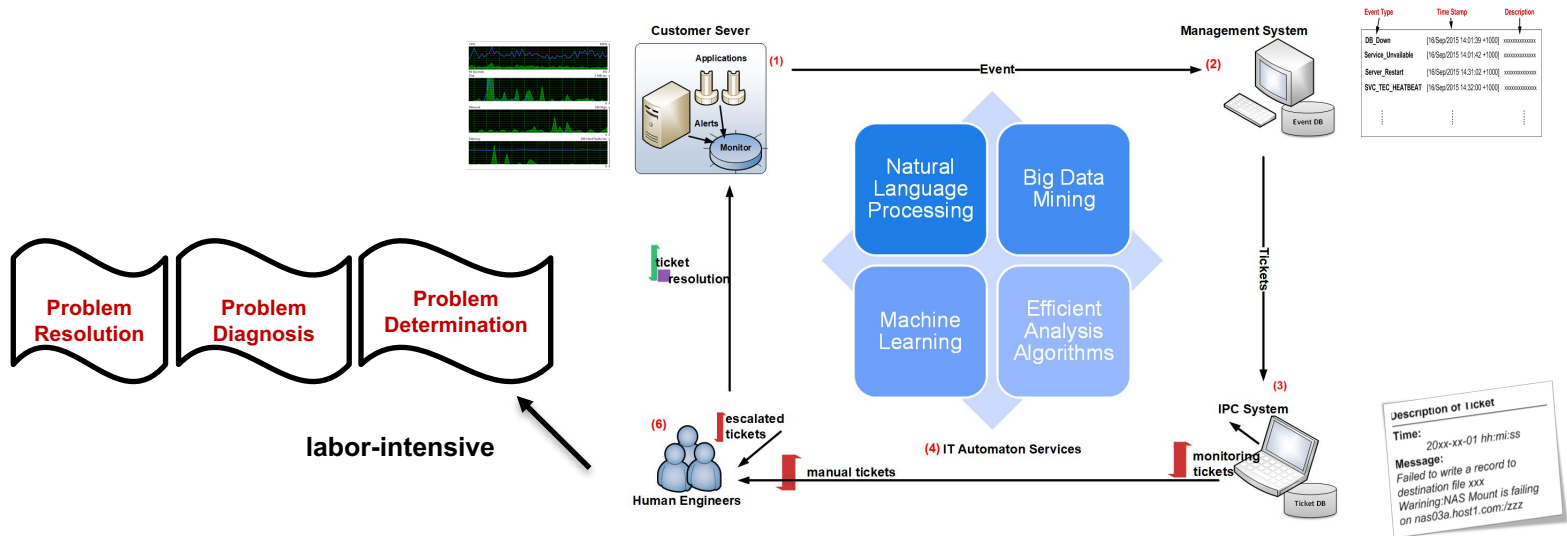 Event Type
Time Stamp
Description
DB_Down [16/Sep/2015 14:01:39 +1000] xxxxxxxxxxxxx
Service_Unvailable [16/Sep/2015 14:01:42 +1000] xxxxxxxxxxxxx
Server_Restart [16/Sep/2015 14:31:02 +1000] xxxxxxxxxxxxx
SVC_TEC_HEATBEAT [16/Sep/2015 14:32:00 +1000] xxxxxxxxxxxxx
Customer Sever
Applications
(1)
Alerts
Monitor
Event
Management System
(2)
Event DB
Natural
Language
Processing
Big Data
Mining
Machine
Learning
Efficient
Analysis
Algorithms
ticket
resolution
Tickets
Problem
Resolution
Problem
Diagnosis
Problem
Determination
labor-intensive
(3)
IPC System
Ticket DB
(6)
escalated
tickets
Human Engineers
manual tickets
(4) IT Automaton Services
monitoring
tickets
Description of Ticket
Time:
20xx-xx-01 hh:mi:ss
Message:
Failed to write a record to
destination file xxx
Warining:NAS Mount is failing
on nas03a.host1.com:/zzz